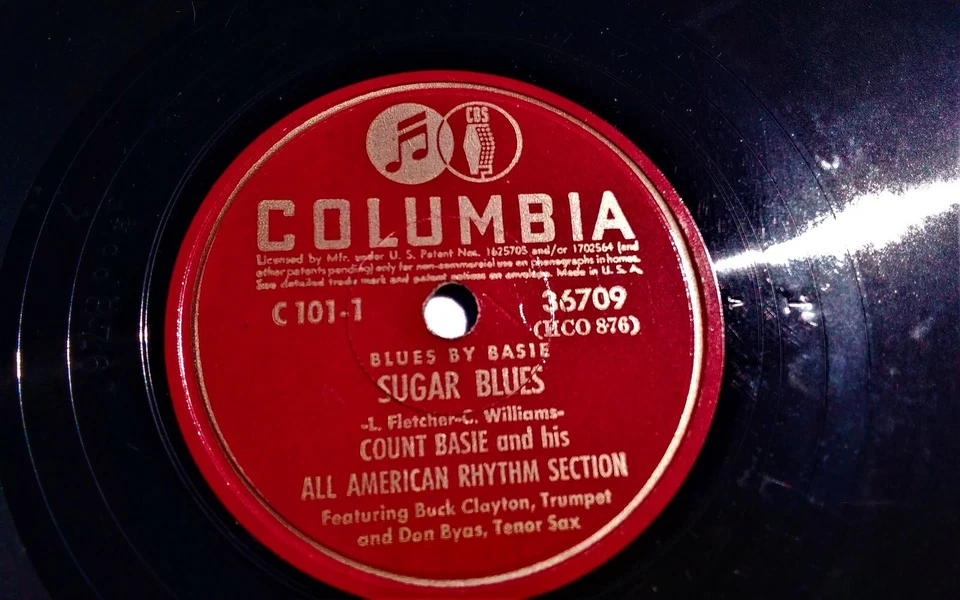 CBS
COLUMBIA
Licensed by Mfr. under U. S. Patent Nos. 1625705 and/or 1702564 (and
other patents pending) only for non-commercial use on phonographs in homes.
See detailed trade mark and patent notices on envelope. Made in U. S. A.
C 101-1
36709
(HCO 876)
BLUES BY BASIE
SUGAR BLUES
-L. Fletcher-C. Williams-
COUNT BASIE and his
ALL AMERICAN RHYTHM SECTION
Featuring Buck Clayton, Trumpet
and Don Byas, Tenor Sax